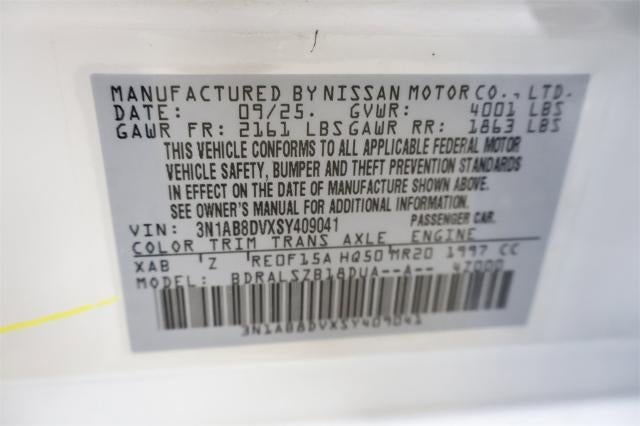 MANUFACTURED BY NISSAN MOTOR CO., LTD.
DATE: 09/25. GVWR: 4001 LBS
GAWR FR: 2161 LBS GAWR RR: 1863 LBS
THIS VEHICLE CONFORMS TO ALL APPLICABLE FEDERAL MOTOR
VEHICLE SAFETY, BUMPER AND THEFT PREVENTION STANDARDS
IN EFFECT ON THE DATE OF MANUFACTURE SHOWN ABOVE.
SEE OWNER'S MANUAL FOR ADDITIONAL INFORMATION.
VIN: 3N1AB8DVXSY409041 PASSENGER CAR.
COLOR TRIM TRANS AXLE ENGINE
XAB Z RE0F15A HQ50 MR20 1997 CC
MODEL: BDRALSZB18DUA--A-- 4Z000
3N1AB8DVXSY409041